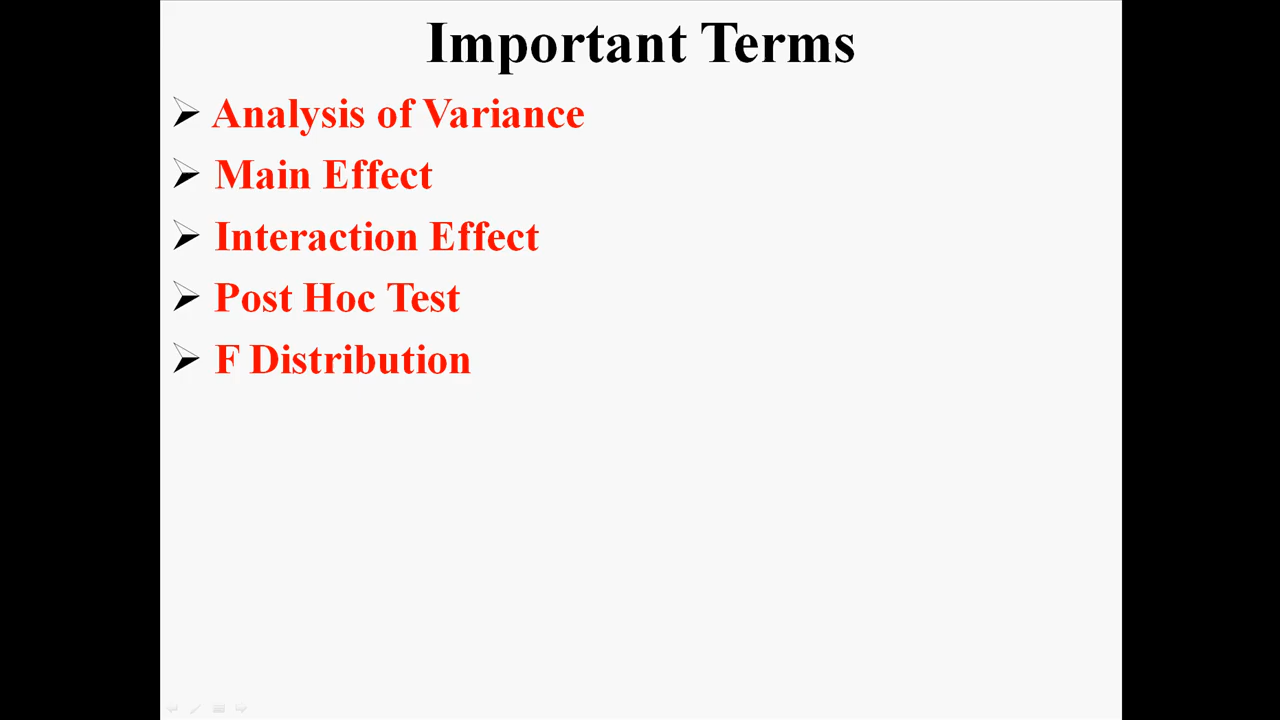 Important Terms
Analysis of Variance
Main Effect
Interaction Effect
Post Hoc Test
F Distribution